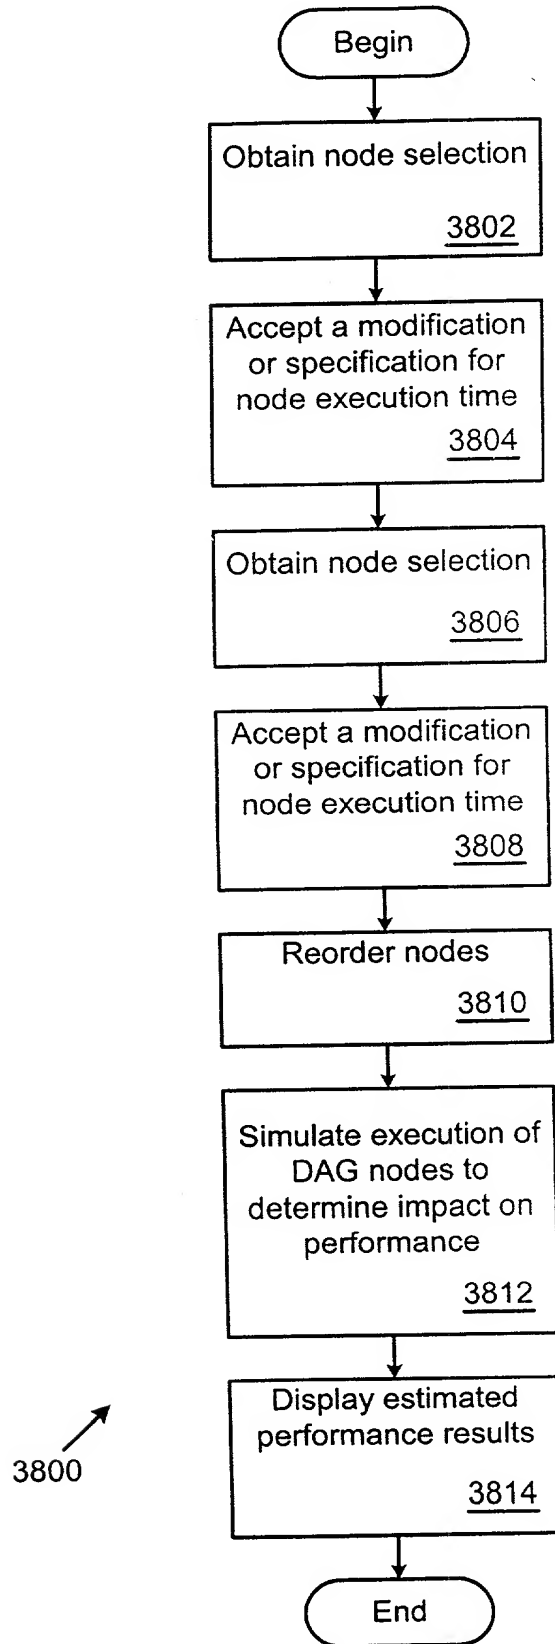 Begin
Obtain node selection
3802
Accept a modification
or specification for
node execution time
3804
Obtain node selection
3806
Accept a modification
or specification for
node execution time
3808
Reorder nodes
3810
Simulate execution of
DAG nodes to
determine impact on
performance
3812
Display estimated
performance results
3814
3800
End